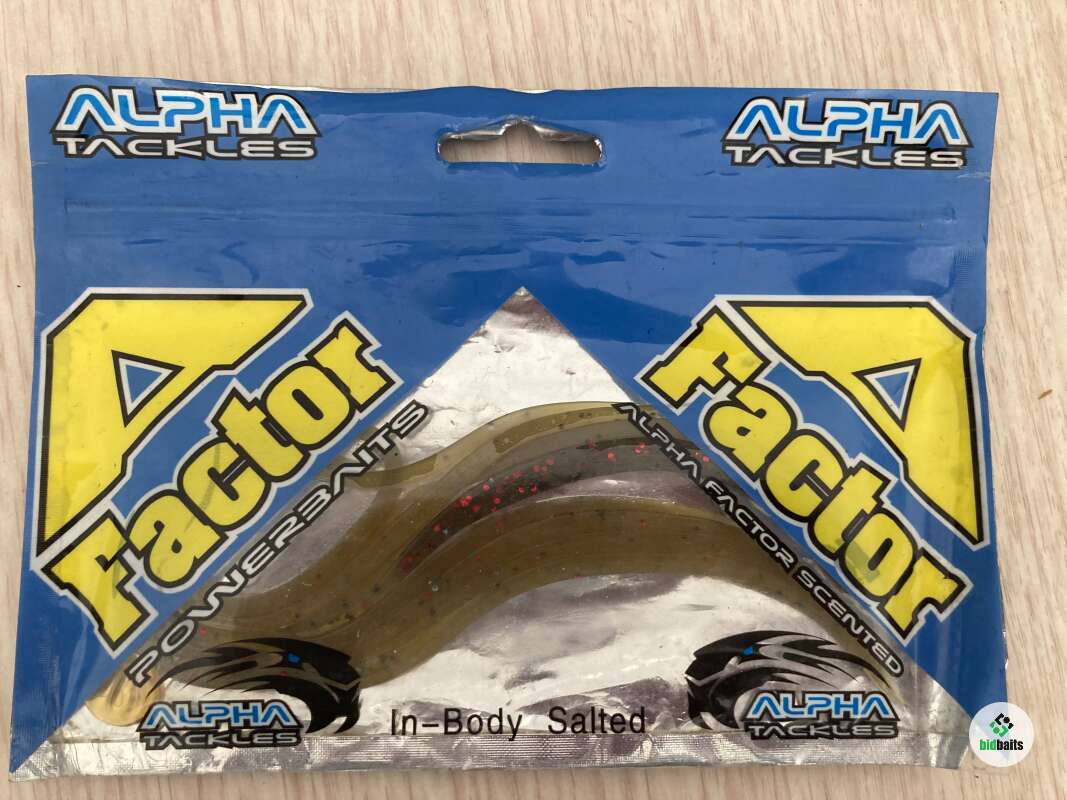 ALPHA
TACKLES
ALPHA
TACKLES
A
Factor
POWERBAITS
A
Factor
ALPHA FACTOR SCENTED
ALPHA
TACKLES
In-Body Salted
ALPHA
TACKLES
bidbaits